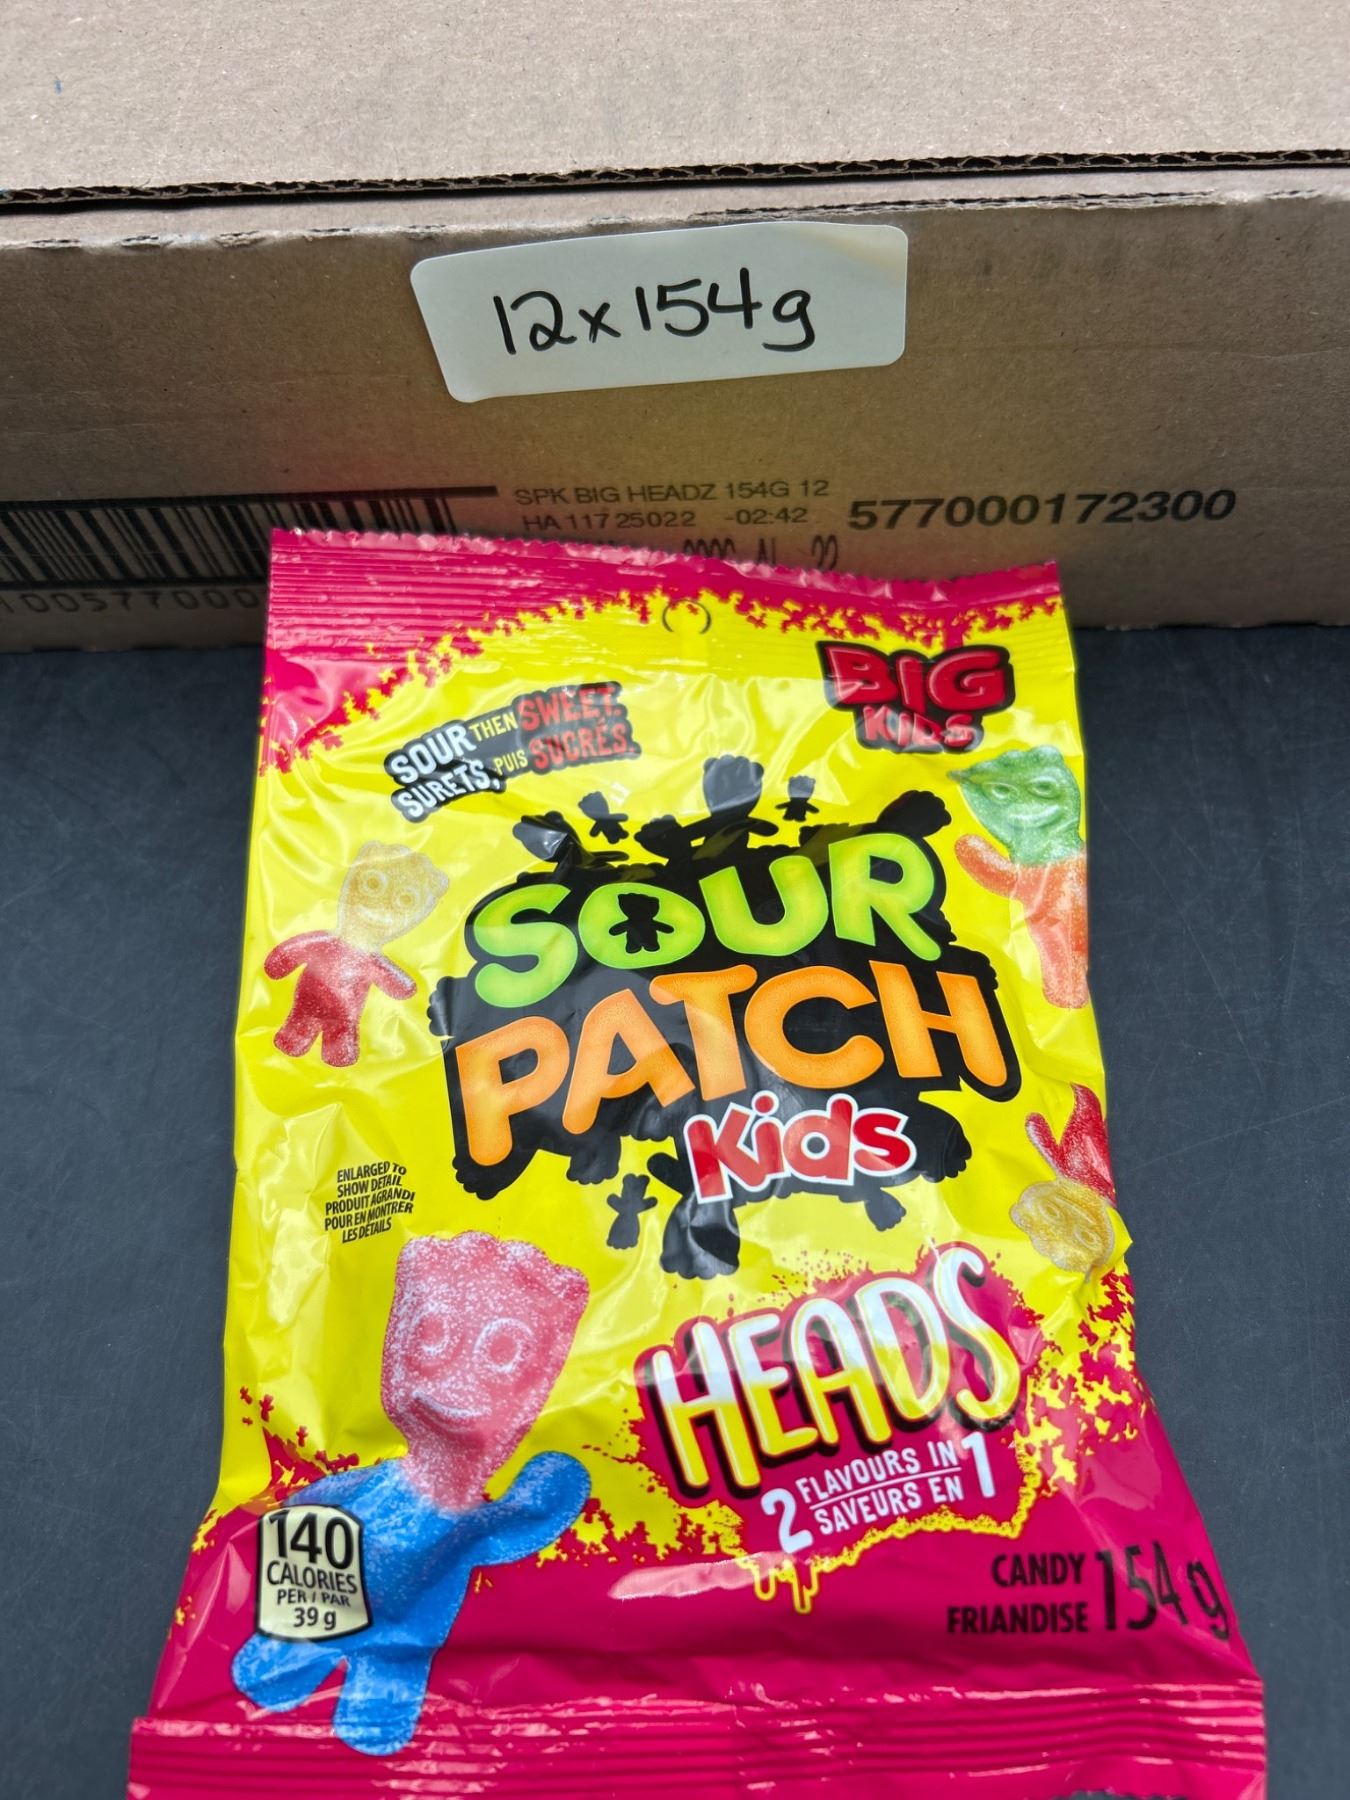 12x154g
SPK BIG HEADZ 154G 12
HA 117 25022 -02:42
577000172300
BIG
KIDS
SOUR THEN SWEET.
SURETS, PUIS SUCRÉS.
SOUR
PATCH
Kids
ENLARGED TO
SHOW DETAIL
PRODUIT AGRANDI
POUR EN MONTRER
LES DÉTAILS
HEADS
2 FLAVOURS IN 1
SAVEURS EN
140
CALORIES
PER / PAR
39 g
CANDY
FRIANDISE 154 g